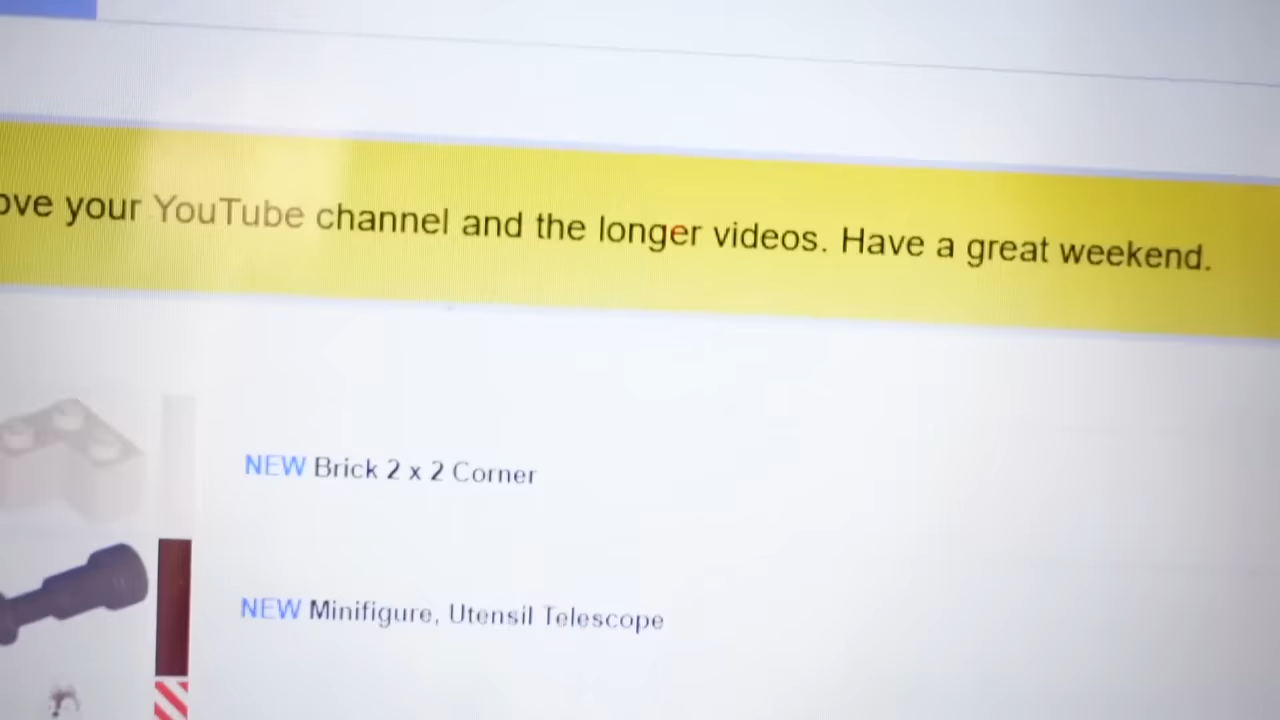 ove your YouTube channel and the longer videos. Have a great weekend.
NEW Brick 2 x 2 Corner
NEW Minifigure, Utensil Telescope